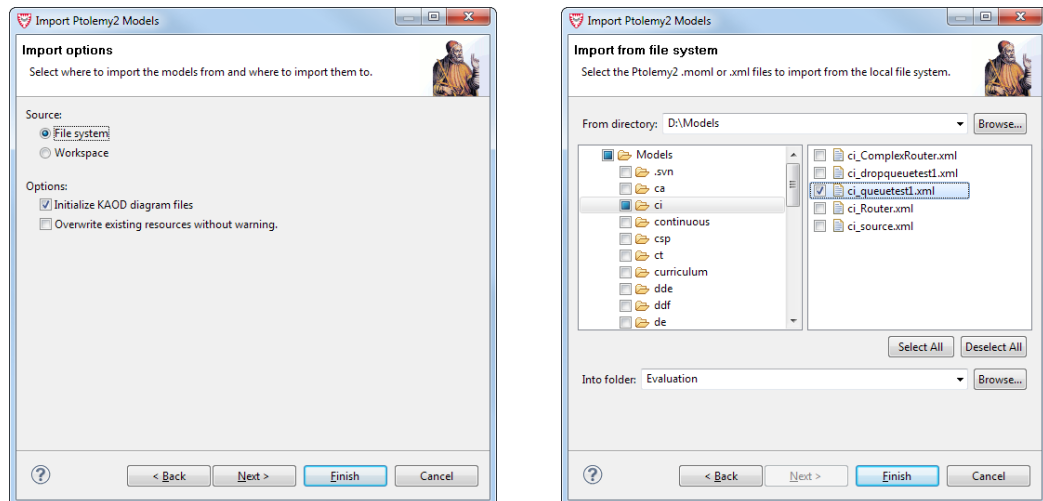 Import Ptolemy2 Models
Import options
Select where to import the models from and where to import them to.
Source:
File system
Workspace
Options:
Initialize KAOD diagram files
Overwrite existing resources without warning.
?
< Back
Next >
Finish
Cancel
Import Ptolemy2 Models
Import from file system
Select the Ptolemy2 .moml or .xml files to import from the local file system.
From directory: D:\Models
Browse...
Models
.svn
ca
ci
continuous
csp
ct
curriculum
dde
ddf
de
ci_ComplexRouter.xml
ci_dropqueuetest1.xml
ci_queuetest1.xml
ci_Router.xml
ci_source.xml
Select All
Deselect All
Into folder: Evaluation
Browse...
?
< Back
Next >
Finish
Cancel